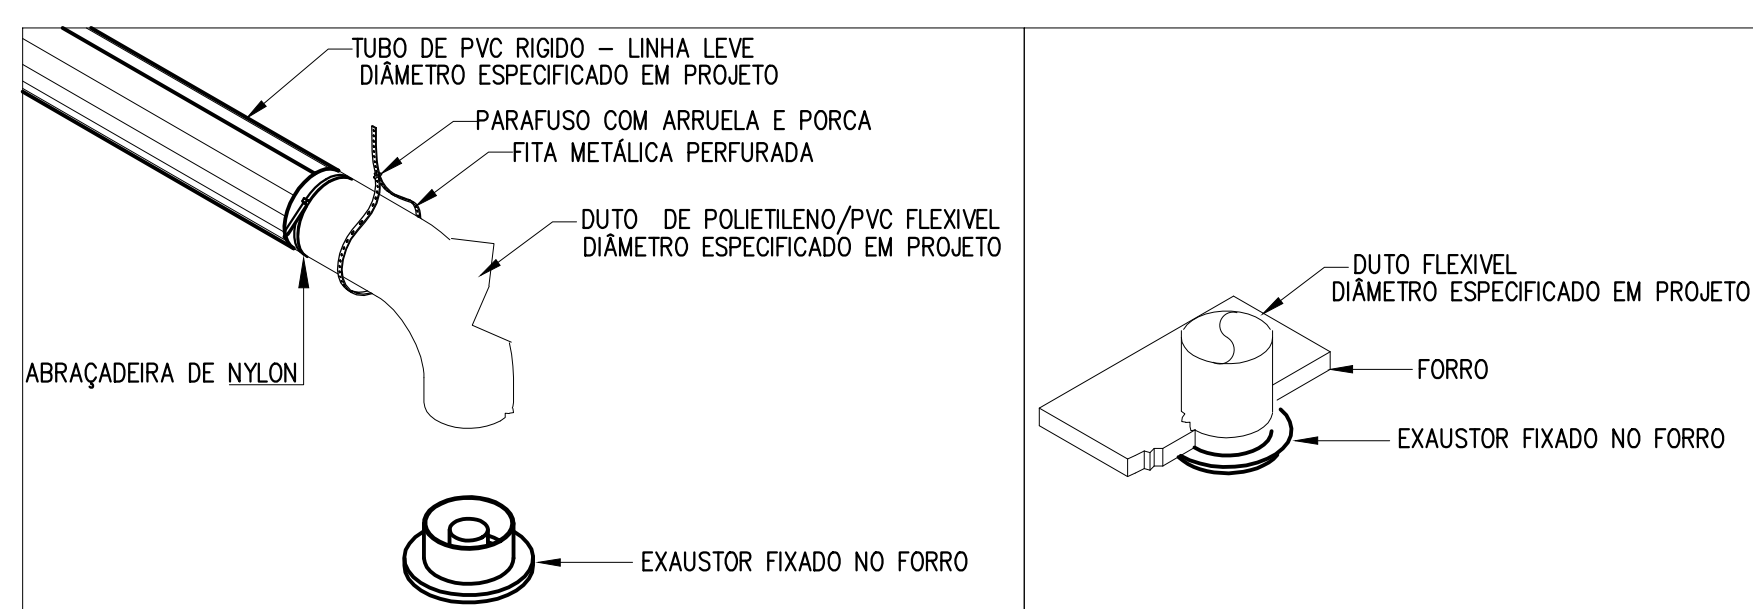 TUBO DE PVC RIGIDO – LINHA LEVE
DIÂMETRO ESPECIFICADO EM PROJETO
PARAFUSO COM ARRUELA E PORCA
FITA METÁLICA PERFURADA
DUTO DE POLIETILENO/PVC FLEXIVEL
DIÂMETRO ESPECIFICADO EM PROJETO
ABRAÇADEIRA DE NYLON
EXAUSTOR FIXADO NO FORRO
DUTO FLEXIVEL
DIÂMETRO ESPECIFICADO EM PROJETO
FORRO
EXAUSTOR FIXADO NO FORRO